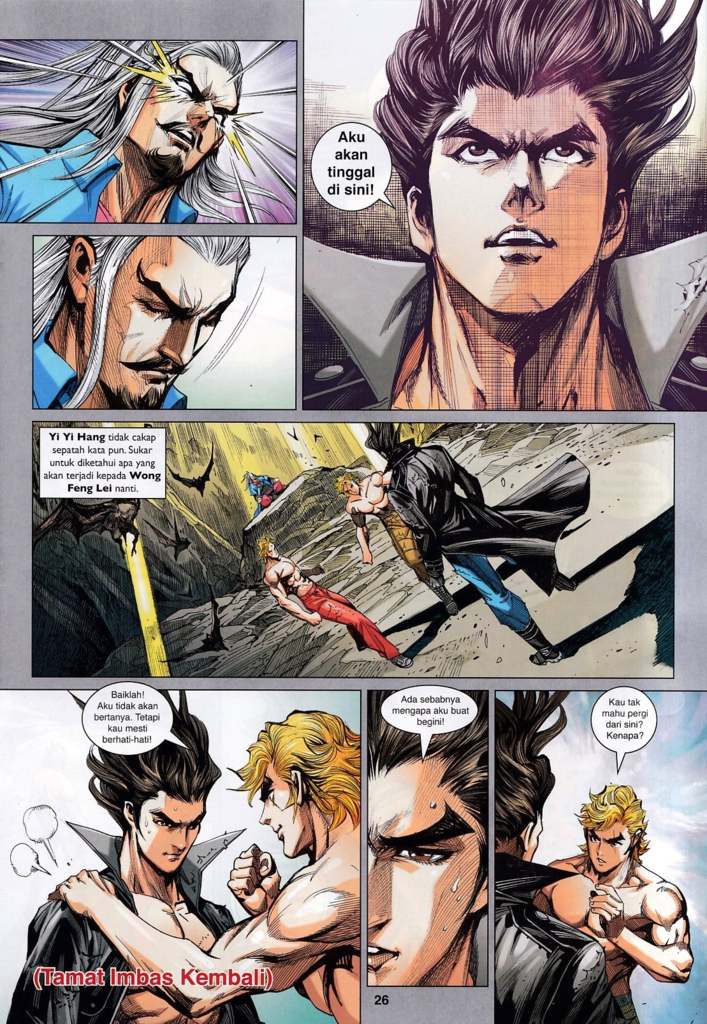 Aku
akan
tinggal
di sini!
Yi Yi Hang tidak cakap
sepatah kata pun. Sukar
untuk diketahui apa yang
akan terjadi kepada Wong
Feng Lei nanti.
Kau tak
mahu pergi
dari sini?
Kenapa?
Ada sebabnya
mengapa aku buat
begini!
Baiklah!
Aku tidak akan
bertanya. Tetapi
kau mesti
berhati-hati!
(Tamat Imbas Kembali)
26